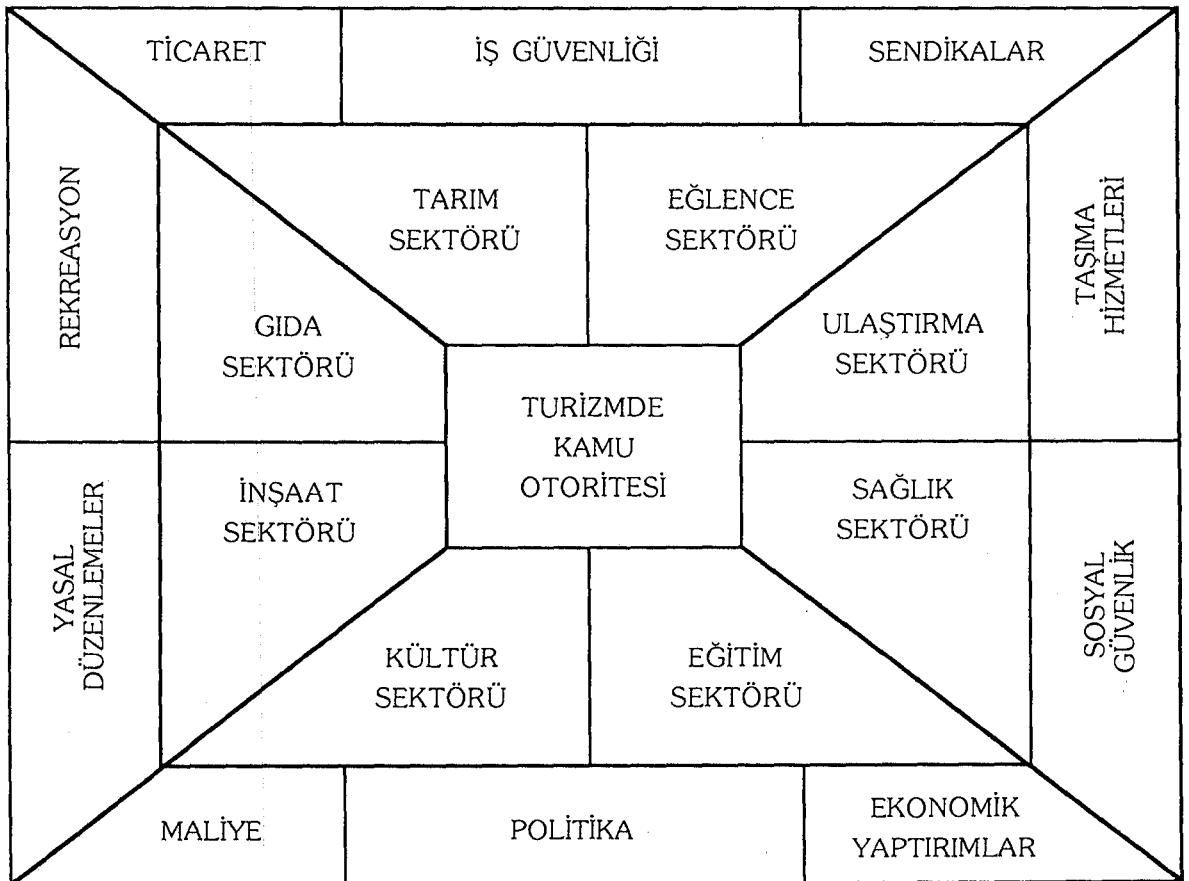 TİCARET
İŞ GÜVENLİĞİ
SENDİKALAR
REKREASYON
TARIM
SEKTÖRÜ
EĞLENCE
SEKTÖRÜ
TAŞIMA
HİZMETLERİ
GIDA
SEKTÖRÜ
ULAŞTIRMA
SEKTÖRÜ
TURİZMDE
KAMU
OTORİTESİ
YASAL
DÜZENLEMELER
İNŞAAT
SEKTÖRÜ
SAĞLIK
SEKTÖRÜ
SOSYAL
GÜVENLİK
KÜLTÜR
SEKTÖRÜ
EĞİTİM
SEKTÖRÜ
MALİYE
POLİTİKA
EKONOMİK
YAPTIRIMLAR